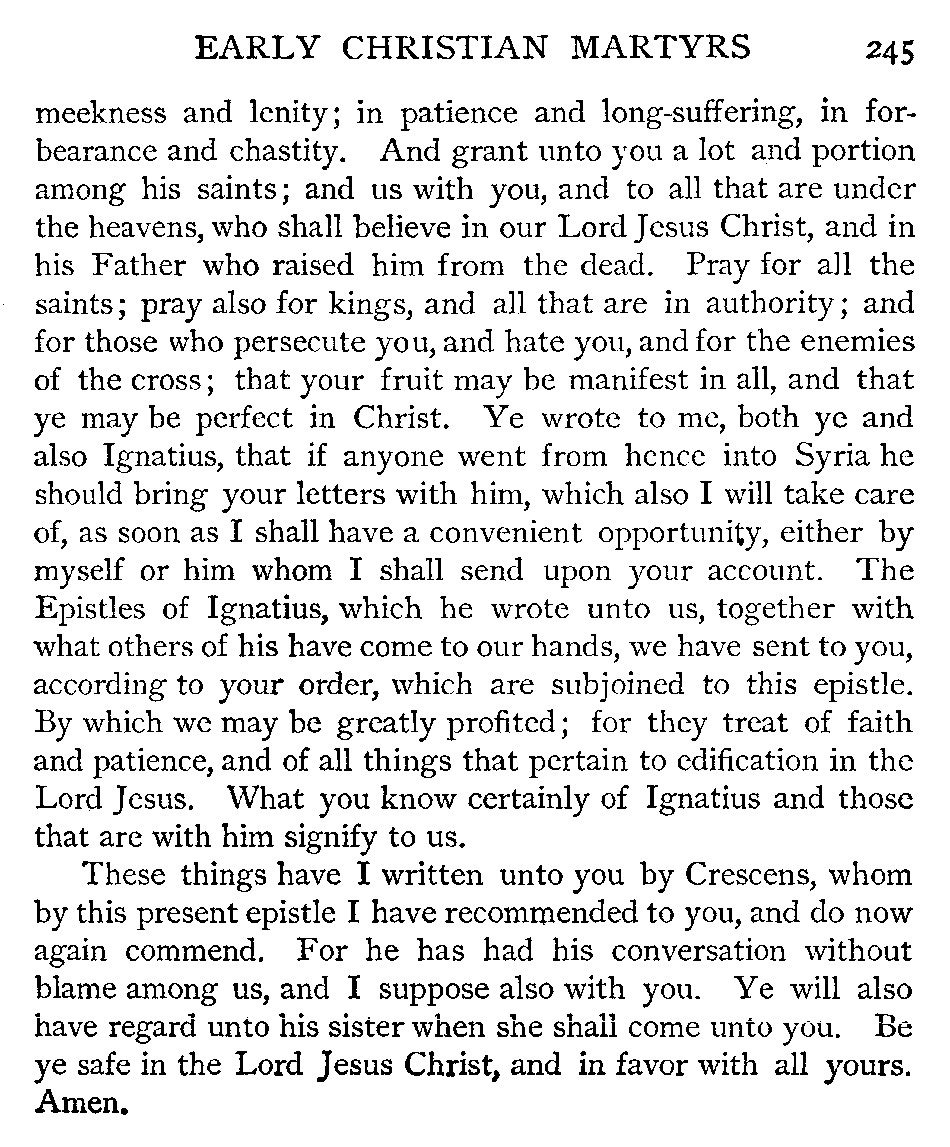 EARLY CHRISTIAN MARTYRS 245
meekness and lenity; in patience and long-suffering, in for-
bearance and chastity. And grant unto you a lot and portion
among his saints; and us with you, and to all that are under
the heavens, who shall believe in our Lord Jesus Christ, and in
his Father who raised him from the dead. Pray for all the
saints; pray also for kings, and all that are in authority; and
for those who persecute you, and hate you, and for the enemies
of the cross; that your fruit may be manifest in all, and that
ye may be perfect in Christ. Ye wrote to me, both ye and
also Ignatius, that if anyone went from hence into Syria he
should bring your letters with him, which also I will take care
of, as soon as I shall have a convenient opportunity, either by
myself or him whom I shall send upon your account. The
Epistles of Ignatius, which he wrote unto us, together with
what others of his have come to our hands, we have sent to you,
according to your order, which are subjoined to this epistle.
By which we may be greatly profited; for they treat of faith
and patience, and of all things that pertain to edification in the
Lord Jesus. What you know certainly of Ignatius and those
that are with him signify to us.
These things have I written unto you by Crescens, whom
by this present epistle I have recommended to you, and do now
again commend. For he has had his conversation without
blame among us, and I suppose also with you. Ye will also
have regard unto his sister when she shall come unto you. Be
ye safe in the Lord Jesus Christ, and in favor with all yours.
Amen.